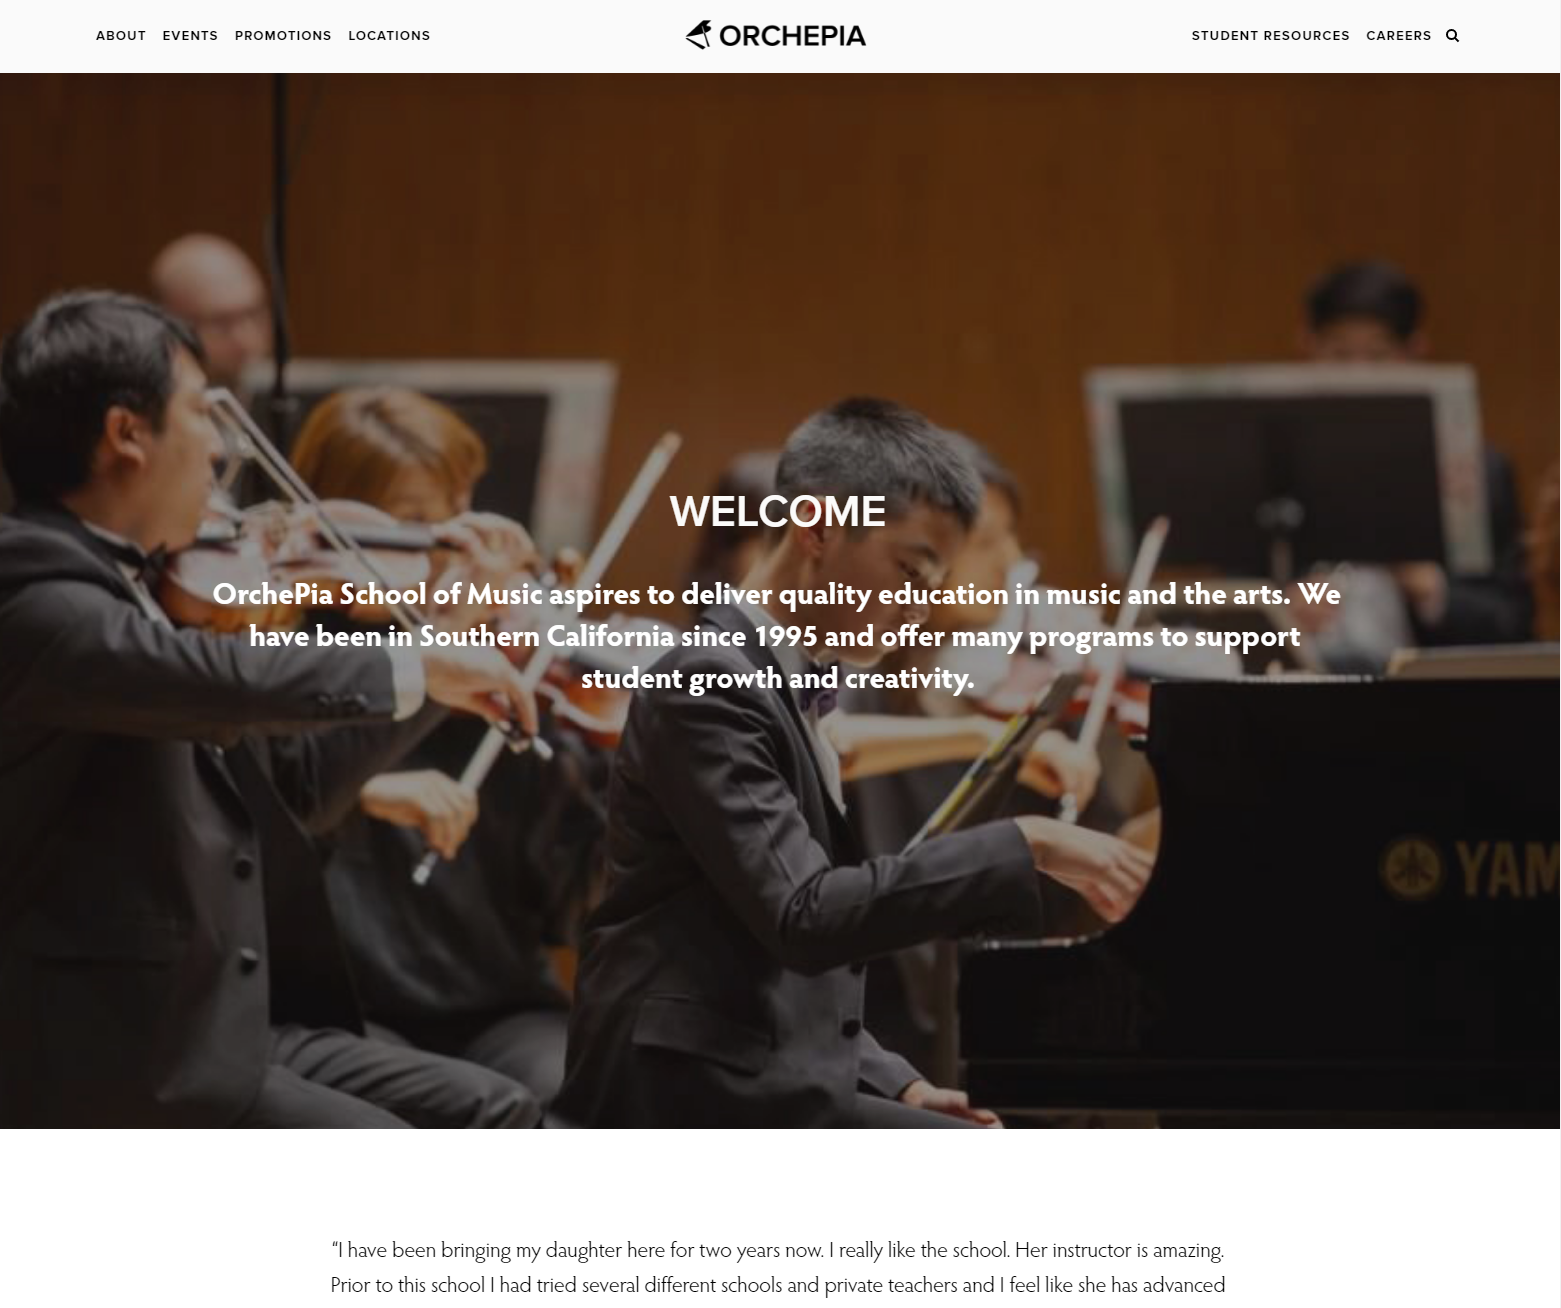 ABOUT EVENTS PROMOTIONS LOCATIONS
ORCHEPIA
STUDENT RESOURCES CAREERS
WELCOME
OrchePia School of Music aspires to deliver quality education in music and the arts. We
have been in Southern California since 1995 and offer many programs to support
student growth and creativity.
YAM
“I have been bringing my daughter here for two years now. I really like the school. Her instructor is amazing.
Prior to this school I had tried several different schools and private teachers and I feel like she has advanced